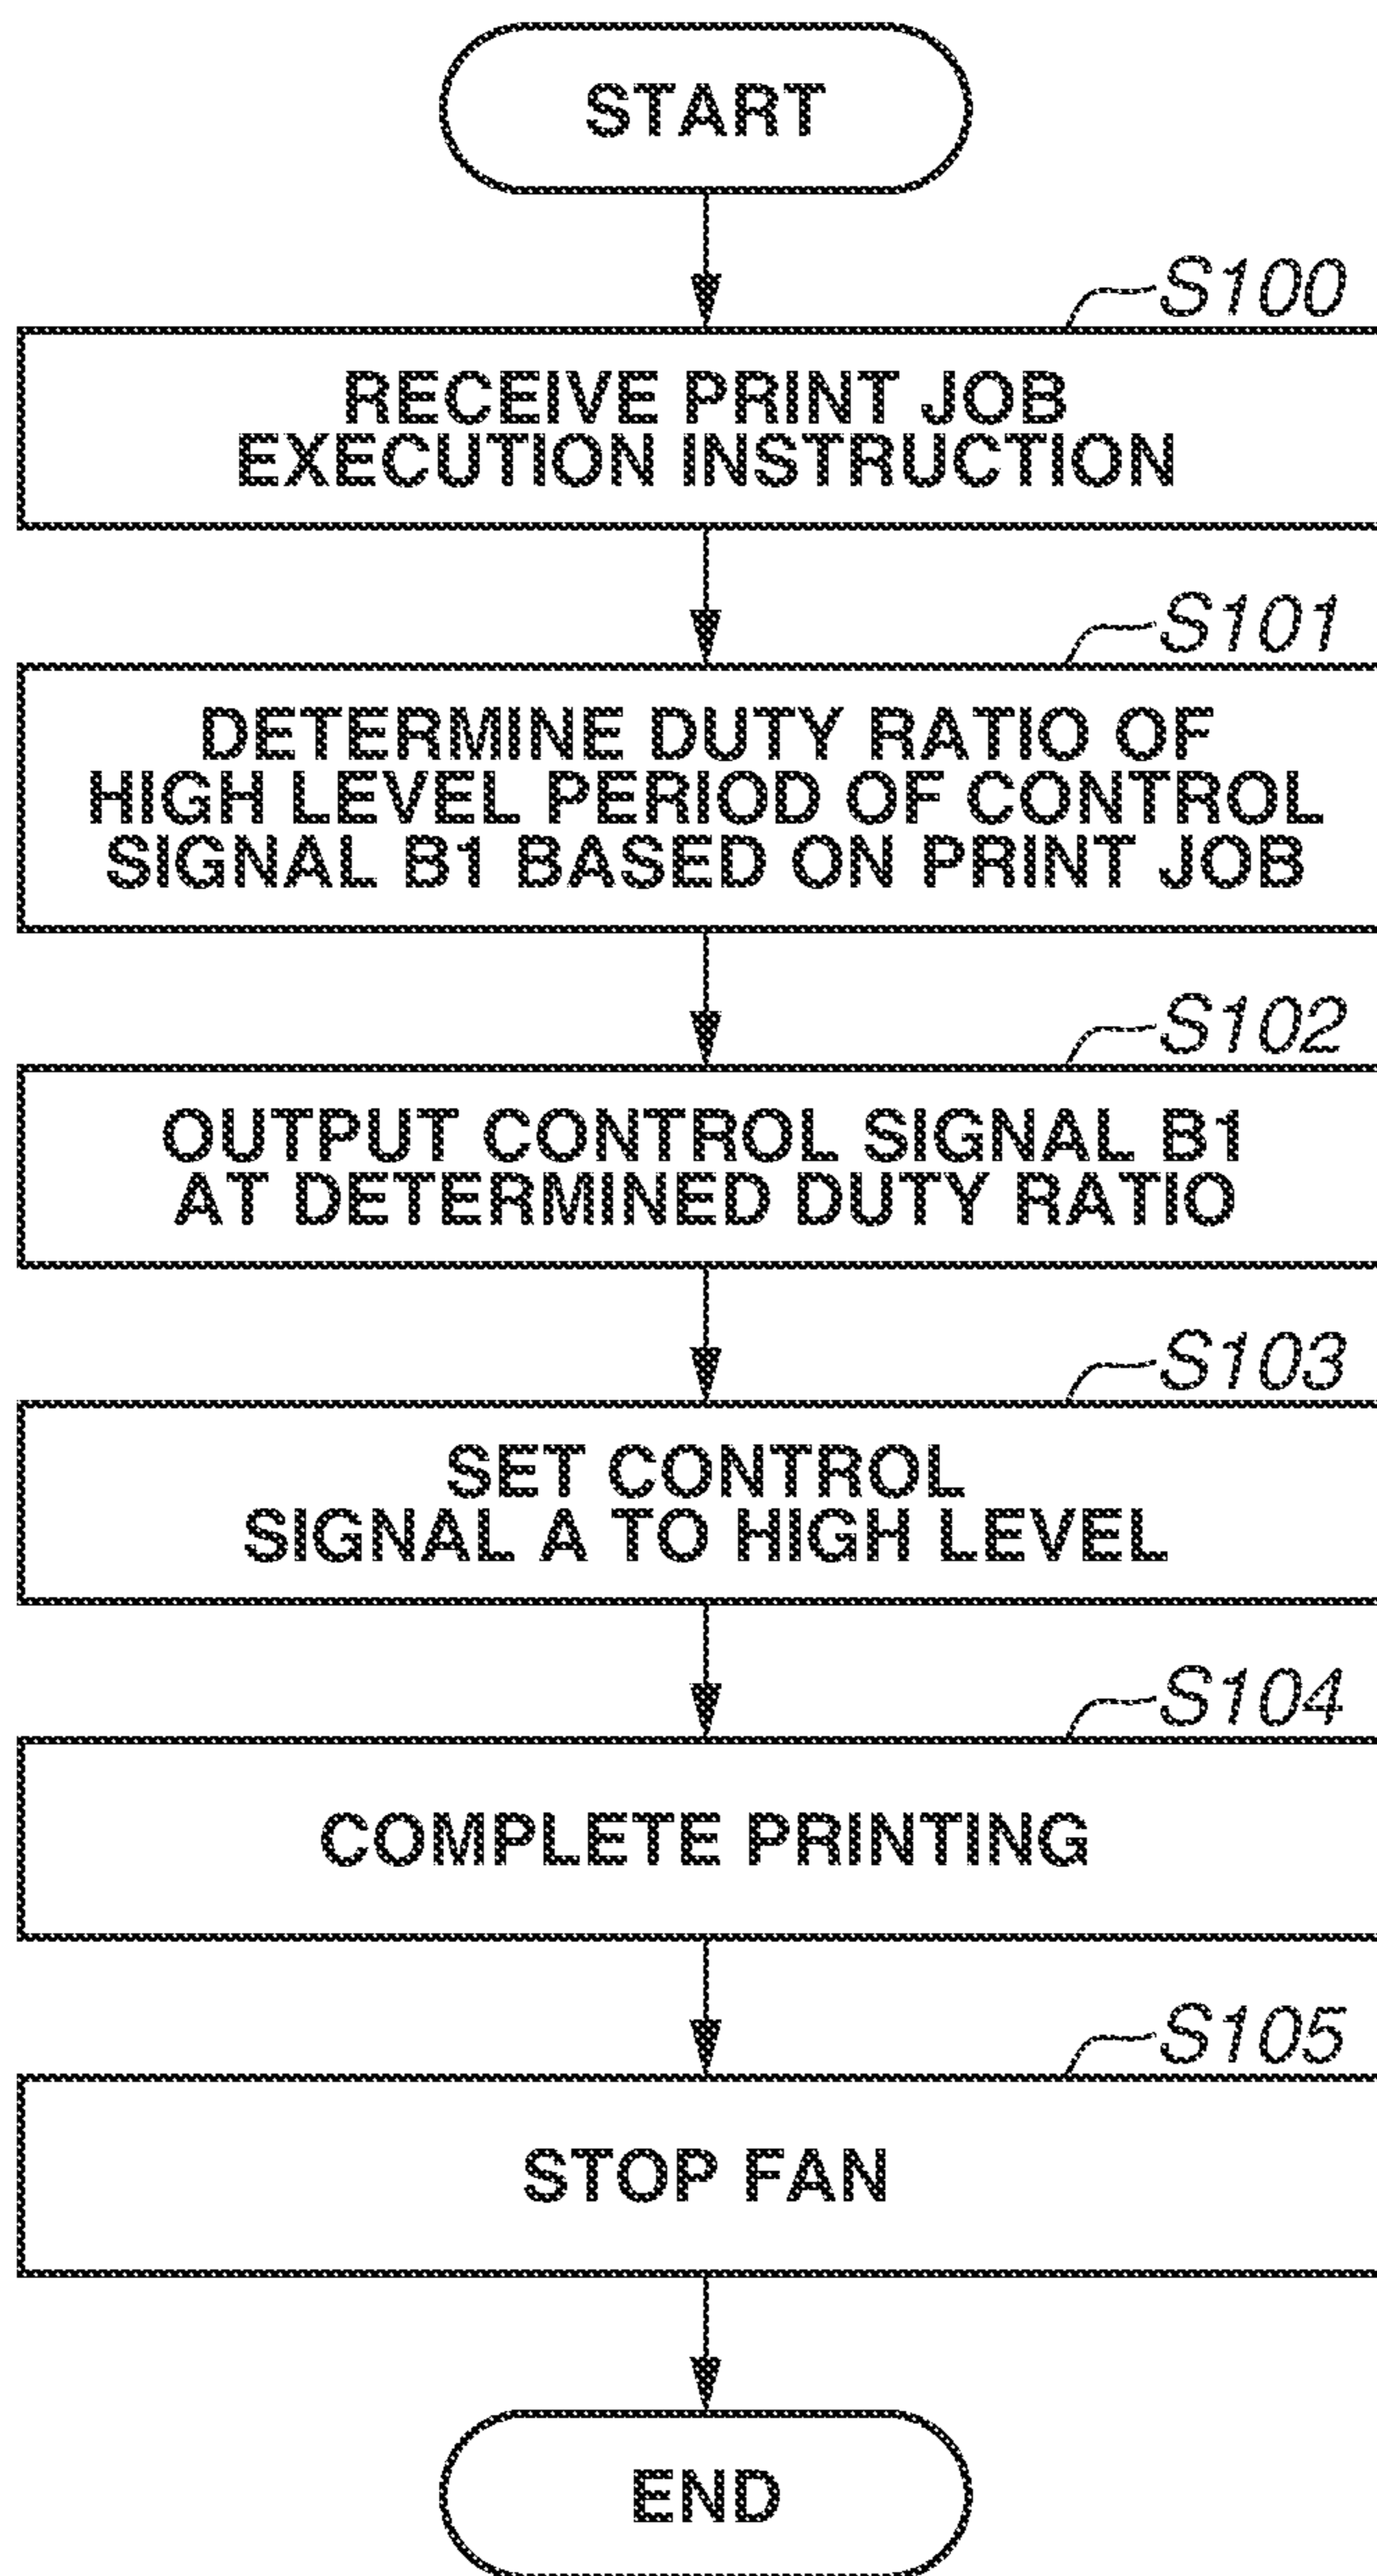 START
S100
RECEIVE PRINT JOB
EXECUTION INSTRUCTION
S101
DETERMINE DUTY RATIO OF
HIGH LEVEL PERIOD OF CONTROL
SIGNAL B1 BASED ON PRINT JOB
S102
OUTPUT CONTROL SIGNAL B1
AT DETERMINED DUTY RATIO
S103
SET CONTROL
SIGNAL A TO HIGH LEVEL
S104
COMPLETE PRINTING
S105
STOP FAN
END